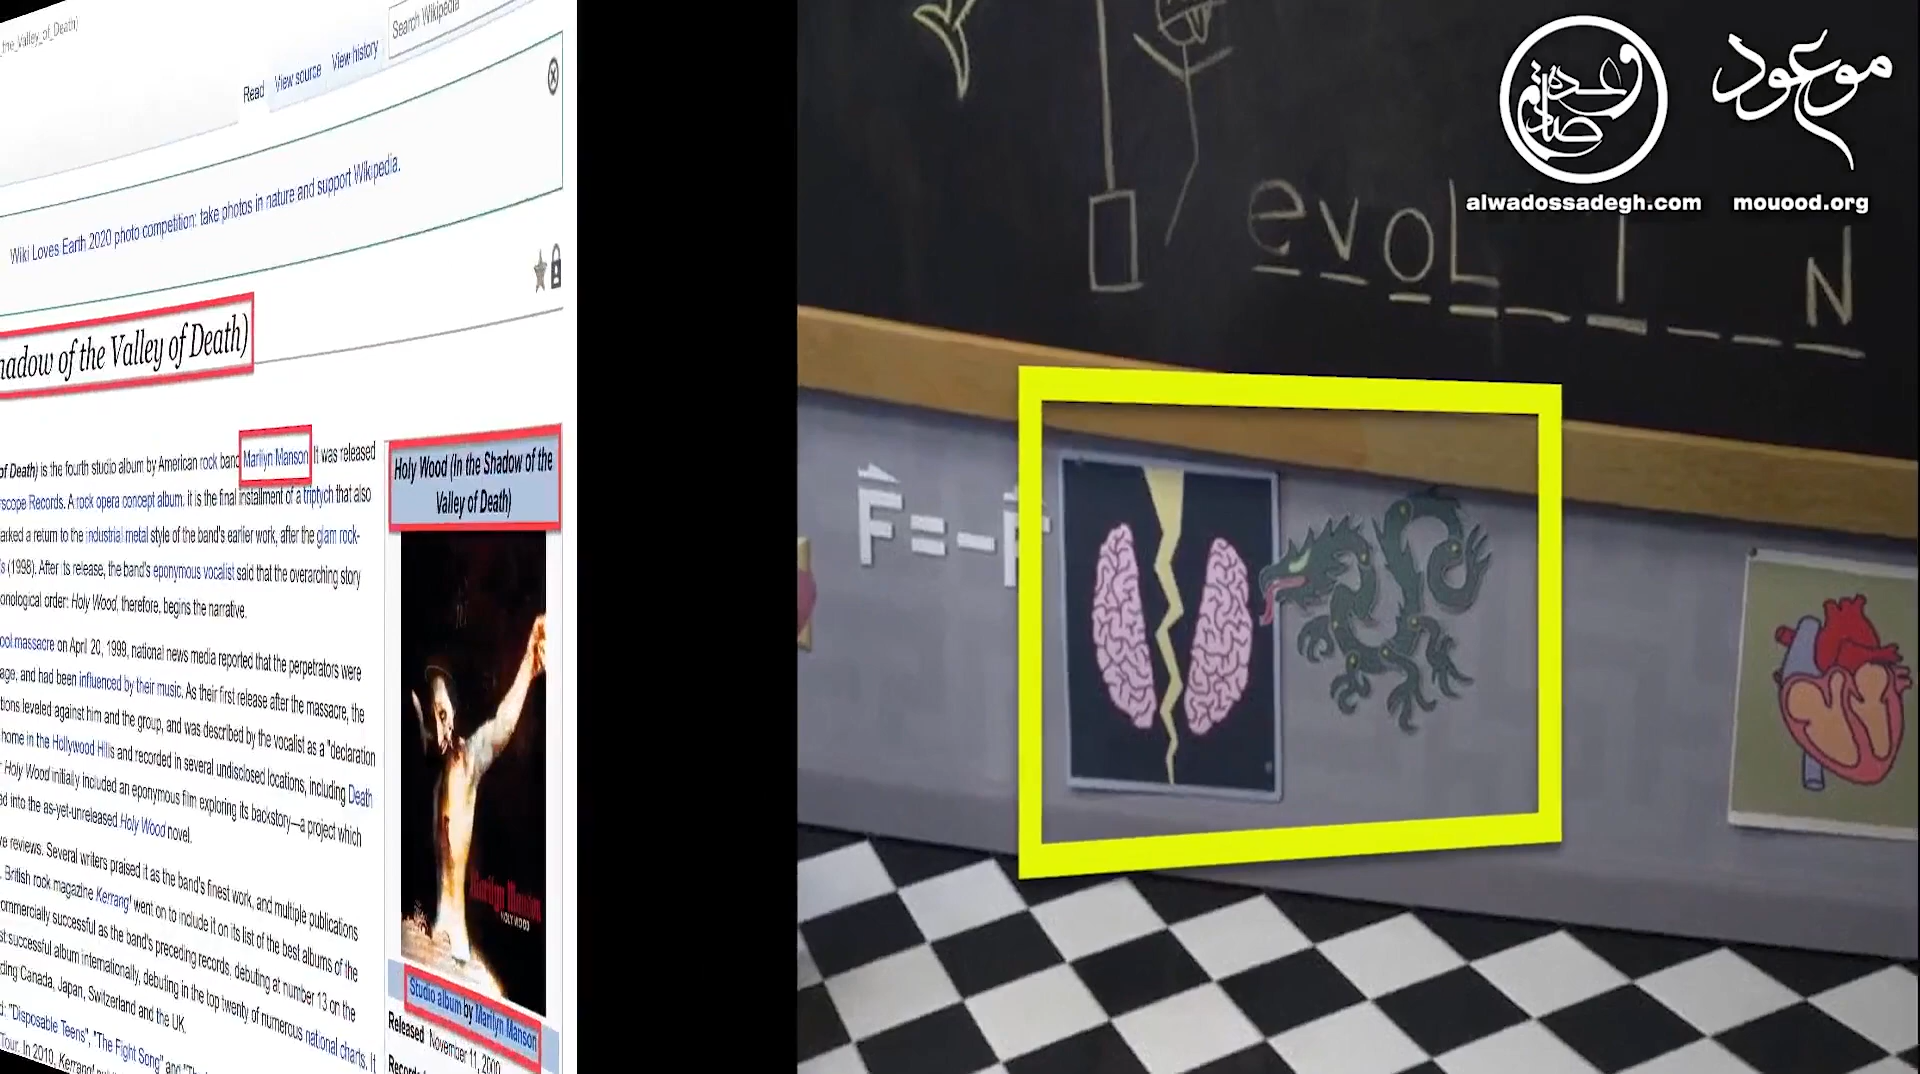 the_Valley_of_Death)
Read View source View history
Search Wikipedia
Wiki Loves Earth 2020 photo competition: take photos in nature and support Wikipedia.
hadow of the Valley of Death)
of Death) is the fourth studio album by American rock band Marilyn Manson. It was released
rscope Records. A rock opera concept album, it is the final installment of a triptych that also
arked a return to the industrial metal style of the band's earlier work, after the glam rock-
s (1998). After its release, the band's eponymous vocalist said that the overarching story
onological order: Holy Wood, therefore, begins the narrative.
ool massacre on April 20, 1999, national news media reported that the perpetrators were
age, and had been influenced by their music. As their first release after the massacre, the
tions leveled against him and the group, and was described by the vocalist as a "declaration
home in the Hollywood Hills and recorded in several undisclosed locations, including Death
Holy Wood initially included an eponymous film exploring its backstory—a project which
ed into the as-yet-unreleased Holy Wood novel.
ve reviews. Several writers praised it as the band's finest work, and multiple publications
. British rock magazine Kerrang! went on to include it on its list of the best albums of the
ommercially successful as the band's preceding records, debuting at number 13 on the
st successful album internationally, debuting in the top twenty of numerous national charts. It
ding Canada, Japan, Switzerland and the UK.
d: "Disposable Teens", "The Fight Song" and
Tour. In 2010, Kerrang!
Holy Wood (In the Shadow of the
Valley of Death)
Marilyn Manson
HOLYWOOD
Studio album by Marilyn Manson
Released November 11, 2000
evoL I N
F=-F
وعده صادق
موعود
alwadossadegh.com mouood.org